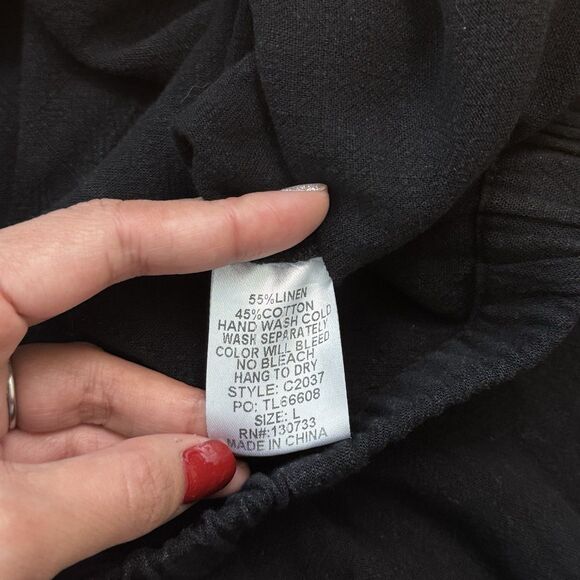 55%LINEN
45%COTTON
HAND WASH COLD
WASH SEPARATELY
COLOR WILL BLEED
NO BLEACH
HANG TO DRY
STYLE: C2037
PO: TL66608
SIZE: L
RN#:130733
MADE IN CHINA